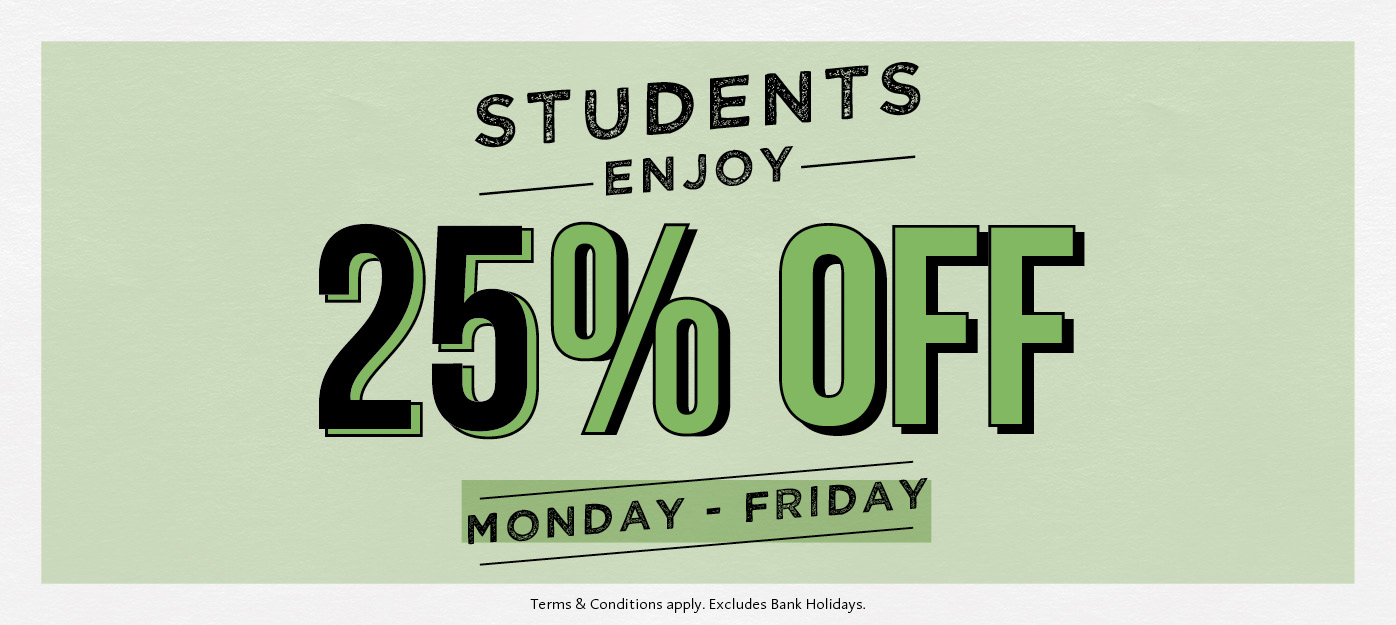 STUDENTS
ENJOY
25% OFF
MONDAY - FRIDAY
Terms & Conditions apply. Excludes Bank Holidays.